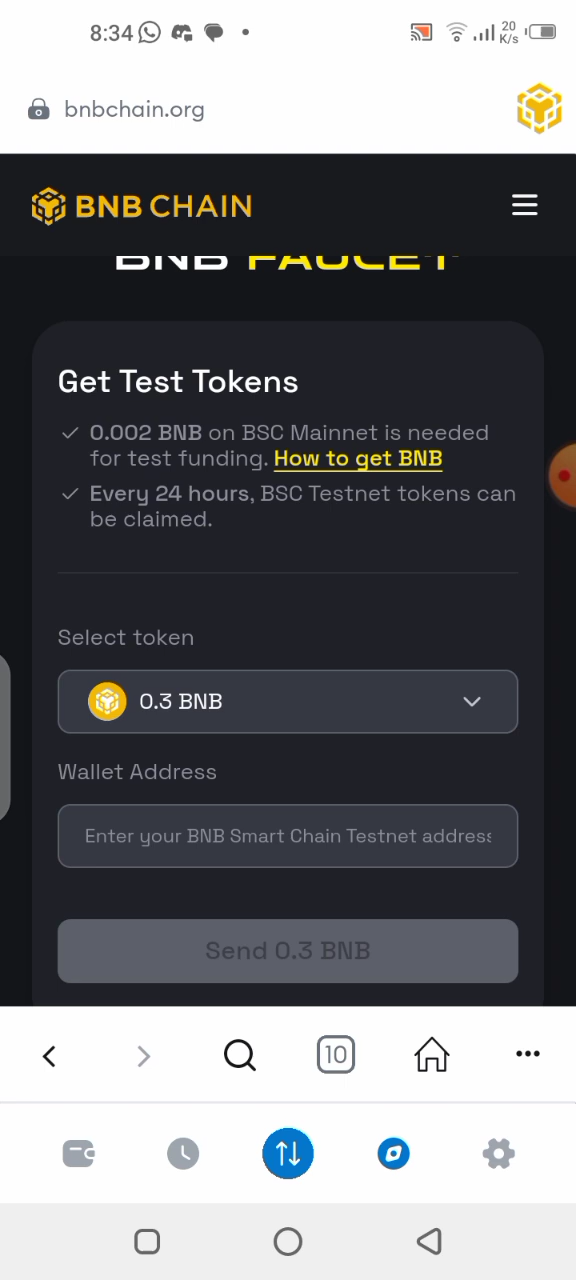 8:34
20
K/s
bnbchain.org
BNB CHAIN
BNB FAUCET
Get Test Tokens
0.002 BNB on BSC Mainnet is needed
for test funding. How to get BNB
Every 24 hours, BSC Testnet tokens can
be claimed.
Select token
0.3 BNB
Wallet Address
Enter your BNB Smart Chain Testnet address
Send 0.3 BNB
10